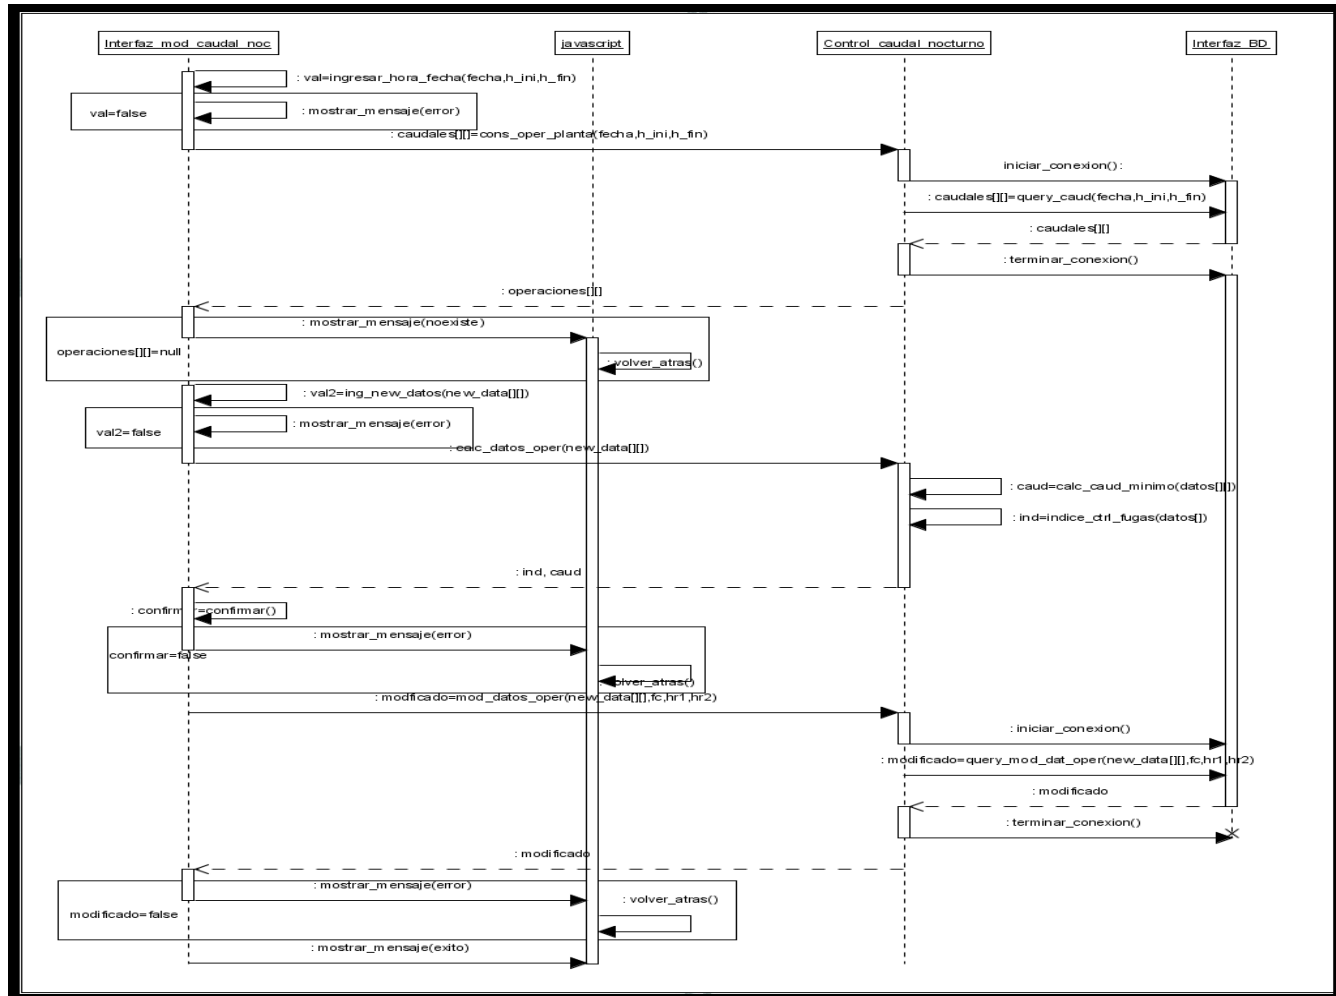 Interfaz_mod_caudal_noc
javascript
Control_caudal_nocturno
Interfaz_BD
: val=ingresar_hora_fecha(fecha,h_ini,h_fin)
val=false
: mostrar_mensaje(error)
: caudales[][]=cons_oper_planta(fecha,h_ini,h_fin)
iniciar_conexion():
: caudales[][]=query_caud(fecha,h_ini,h_fin)
: caudales[][]
: terminar_conexion()
: operaciones[][]
: mostrar_mensaje(noexiste)
operaciones[][]=null
: volver_atras()
: val2=ing_new_datos(new_data[][])
val2=false
: mostrar_mensaje(error)
: calc_datos_oper(new_data[][])
: caud=calc_caud_minimo(datos[][])
: ind=indice_ctrl_fugas(datos[])
: ind, caud
: confirmar=confirmar()
: mostrar_mensaje(error)
confirmar=false
: volver_atras()
: modficado=mod_datos_oper(new_data[][],fc,hr1,hr2)
: iniciar_conexion()
: modificado=query_mod_dat_oper(new_data[][],fc,hr1,hr2)
: modificado
: terminar_conexion()
: modificado
: mostrar_mensaje(error)
: volver_atras()
modificado=false
: mostrar_mensaje(exito)